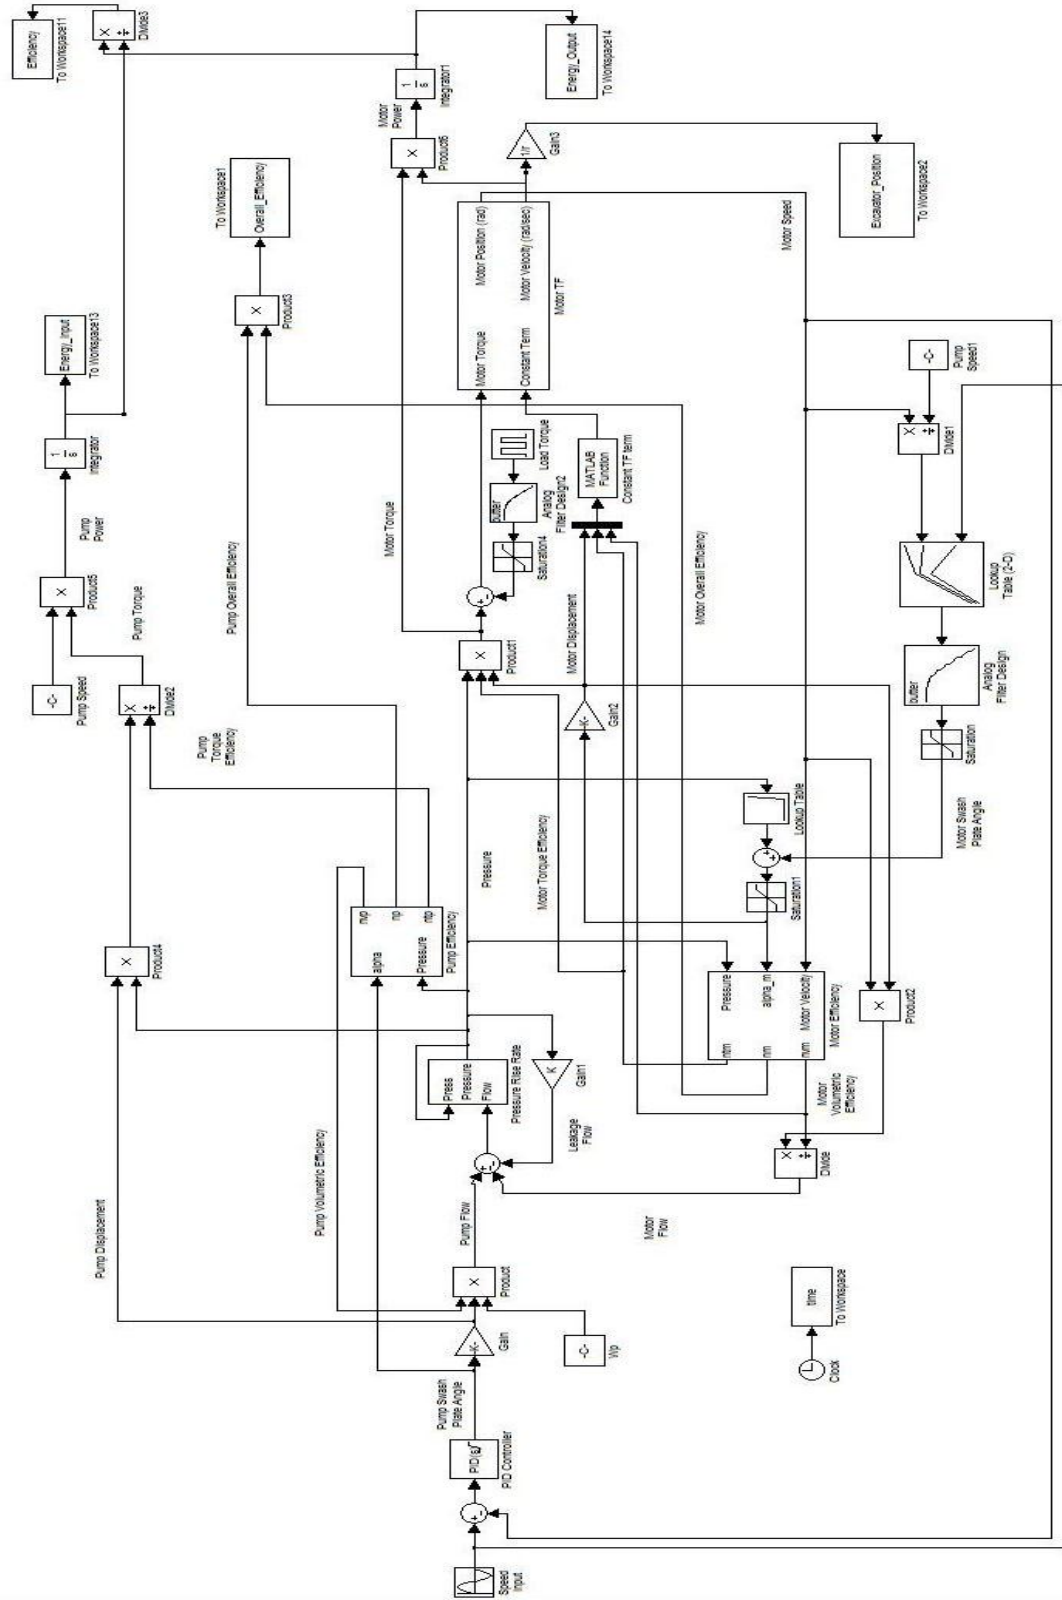 Speed
Input
+
-
PID(s)
PID Controller
Pump Swash
Plate Angle
-K-
Gain
-C-
Wp
×
Product
Pump Displacement
Pump Volumetric Efficiency
Pump Flow
+
-
-
Press
Pressure
Flow
Pressure Rise Rate
K
Gain1
Leakage
Flow
Motor
Flow
×
÷
Divide
Clock
time
To Workspace
×
Product4
alpha
Pressure
nvp
np
ntp
Pump Efficiency
Pressure
Pump
Torque
Efficiency
×
÷
Divide2
Pump Torque
-C-
Pump Speed
×
Product5
Pump
Power
1
s
Integrator
Energy_Input
To Workspace13
×
÷
Divide3
Efficiency
To Workspace11
Pump Overall Efficiency
×
Product3
Overall_Efficiency
To Workspace1
Motor Torque Efficiency
×
Product1
Motor Torque
+
-
Saturation4
butter
Analog
Filter Design2
Load Torque
Motor Torque
Constant Term
Motor Position (rad)
Motor Velocity (rad/sec)
Motor TF
×
Product6
Motor
Power
1
s
Integrator1
Energy_Output
To Workspace14
1/r
Gain3
Excavator_Position
To Workspace2
-K-
Gain2
Motor Displacement
MATLAB
Function
Constant TF term
Motor Overall Efficiency
Motor Speed
Pressure
alpha_m
Motor Velocity
ntm
nm
Motor Efficiency
Motor
Volumetric
Efficiency
×
Product2
Saturation1
+
+
Lookup Table
Motor Swash
Plate Angle
Saturation
butter
Analog
Filter Design
Lookup
Table (2-D)
×
÷
Divide1
-C-
Pump
Speed1